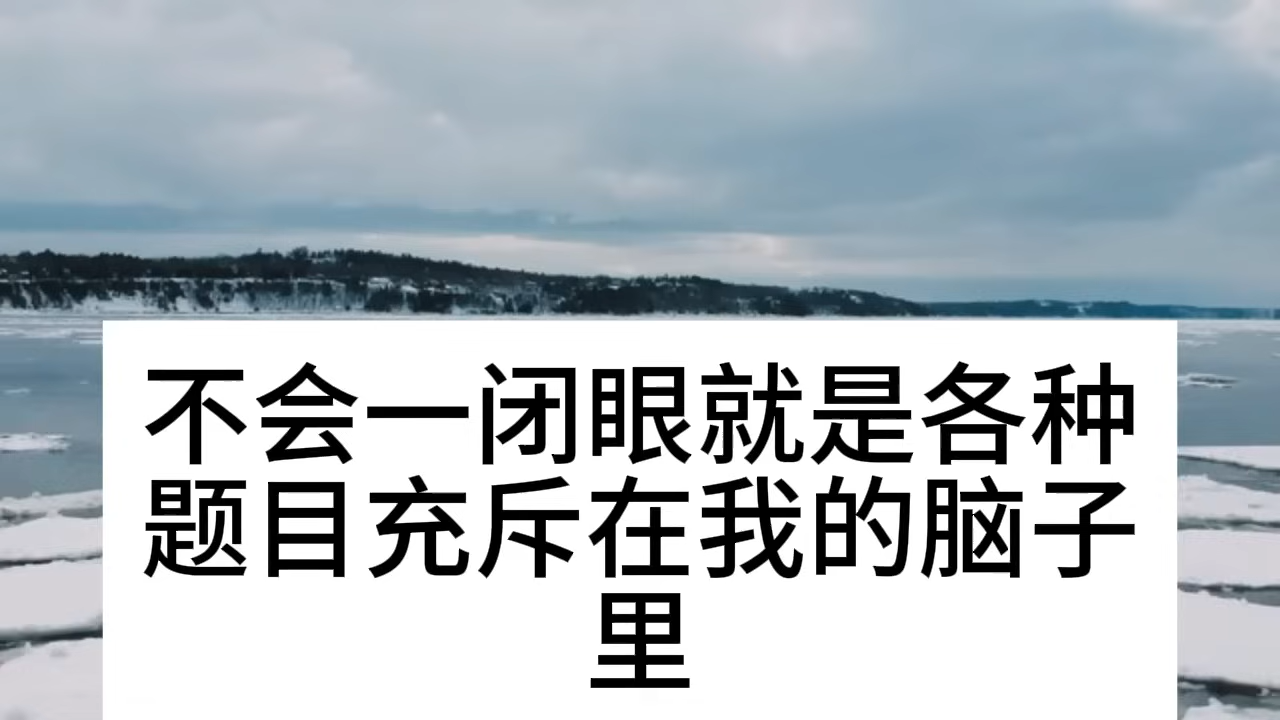 不会一闭眼就是各种
题目充斥在我的脑子
里